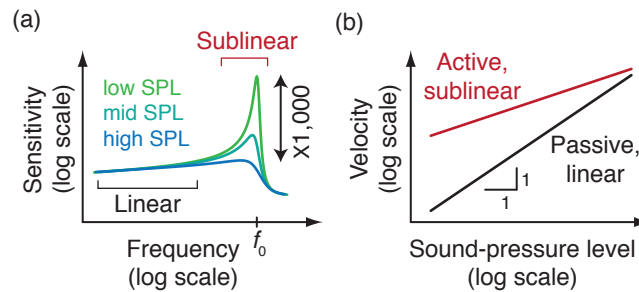 (a)
Sublinear
low SPL
mid SPL
high SPL
X1,000
Linear
Sensitivity
(log scale)
f0
Frequency
(log scale)
(b)
Active,
sublinear
Passive,
linear
1
1
Velocity
(log scale)
Sound-pressure level
(log scale)